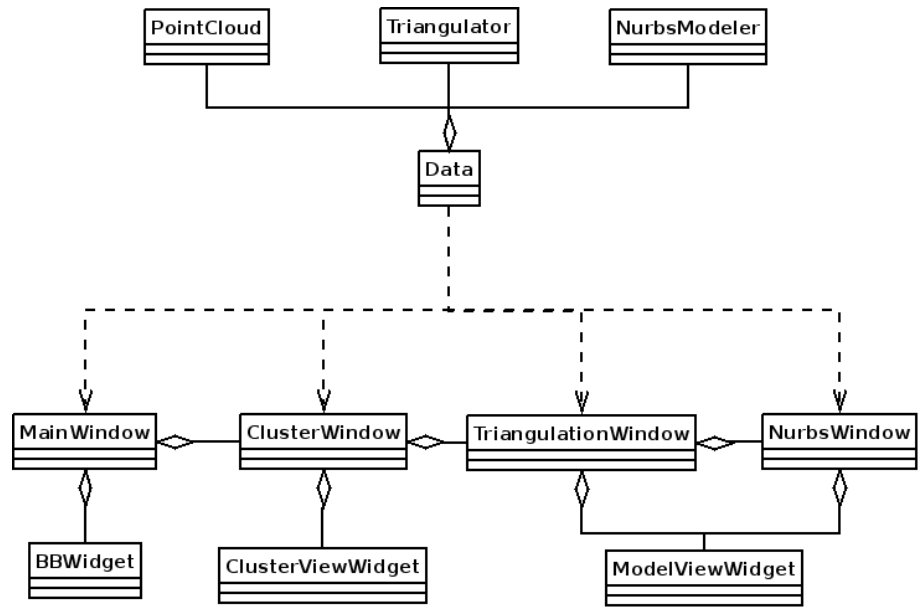 PointCloud
Triangulator
NurbsModeler
Data
MainWindow
ClusterWindow
TriangulationWindow
NurbsWindow
BBWidget
ClusterViewWidget
ModelViewWidget